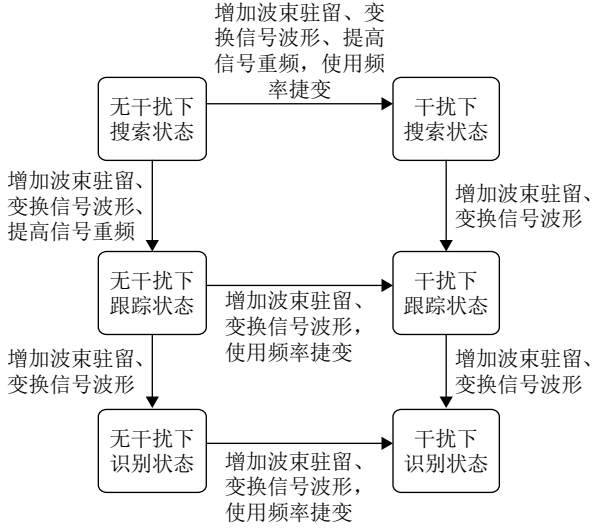 增加波束驻留、变
换信号波形、提高
信号重频，使用频
率捷变
无干扰下
搜索状态
干扰下
搜索状态
增加波束驻留、
变换信号波形、
提高信号重频
增加波束驻留、
变换信号波形
无干扰下
跟踪状态
增加波束驻留、
变换信号波形，
使用频率捷变
干扰下
跟踪状态
增加波束驻留、
变换信号波形
增加波束驻留、
变换信号波形
无干扰下
识别状态
增加波束驻留、
变换信号波形，
使用频率捷变
干扰下
识别状态